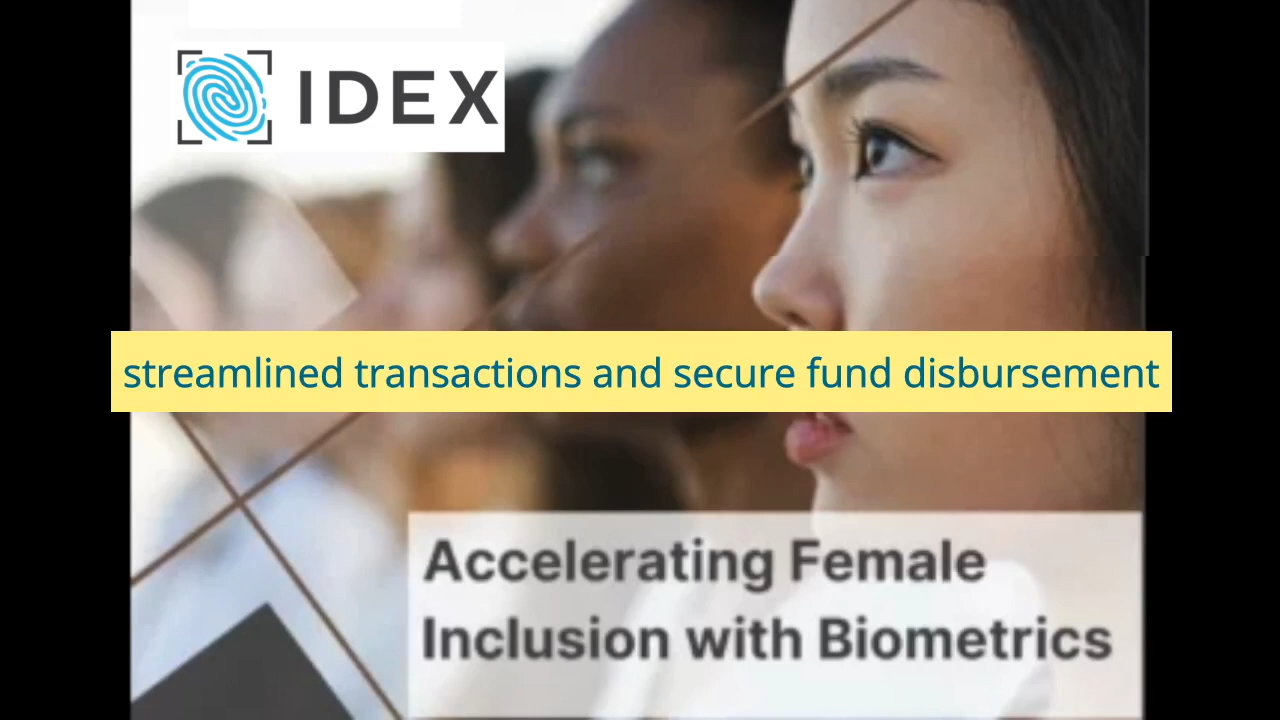 IDEX
streamlined transactions and secure fund disbursement
Accelerating Female
Inclusion with Biometrics